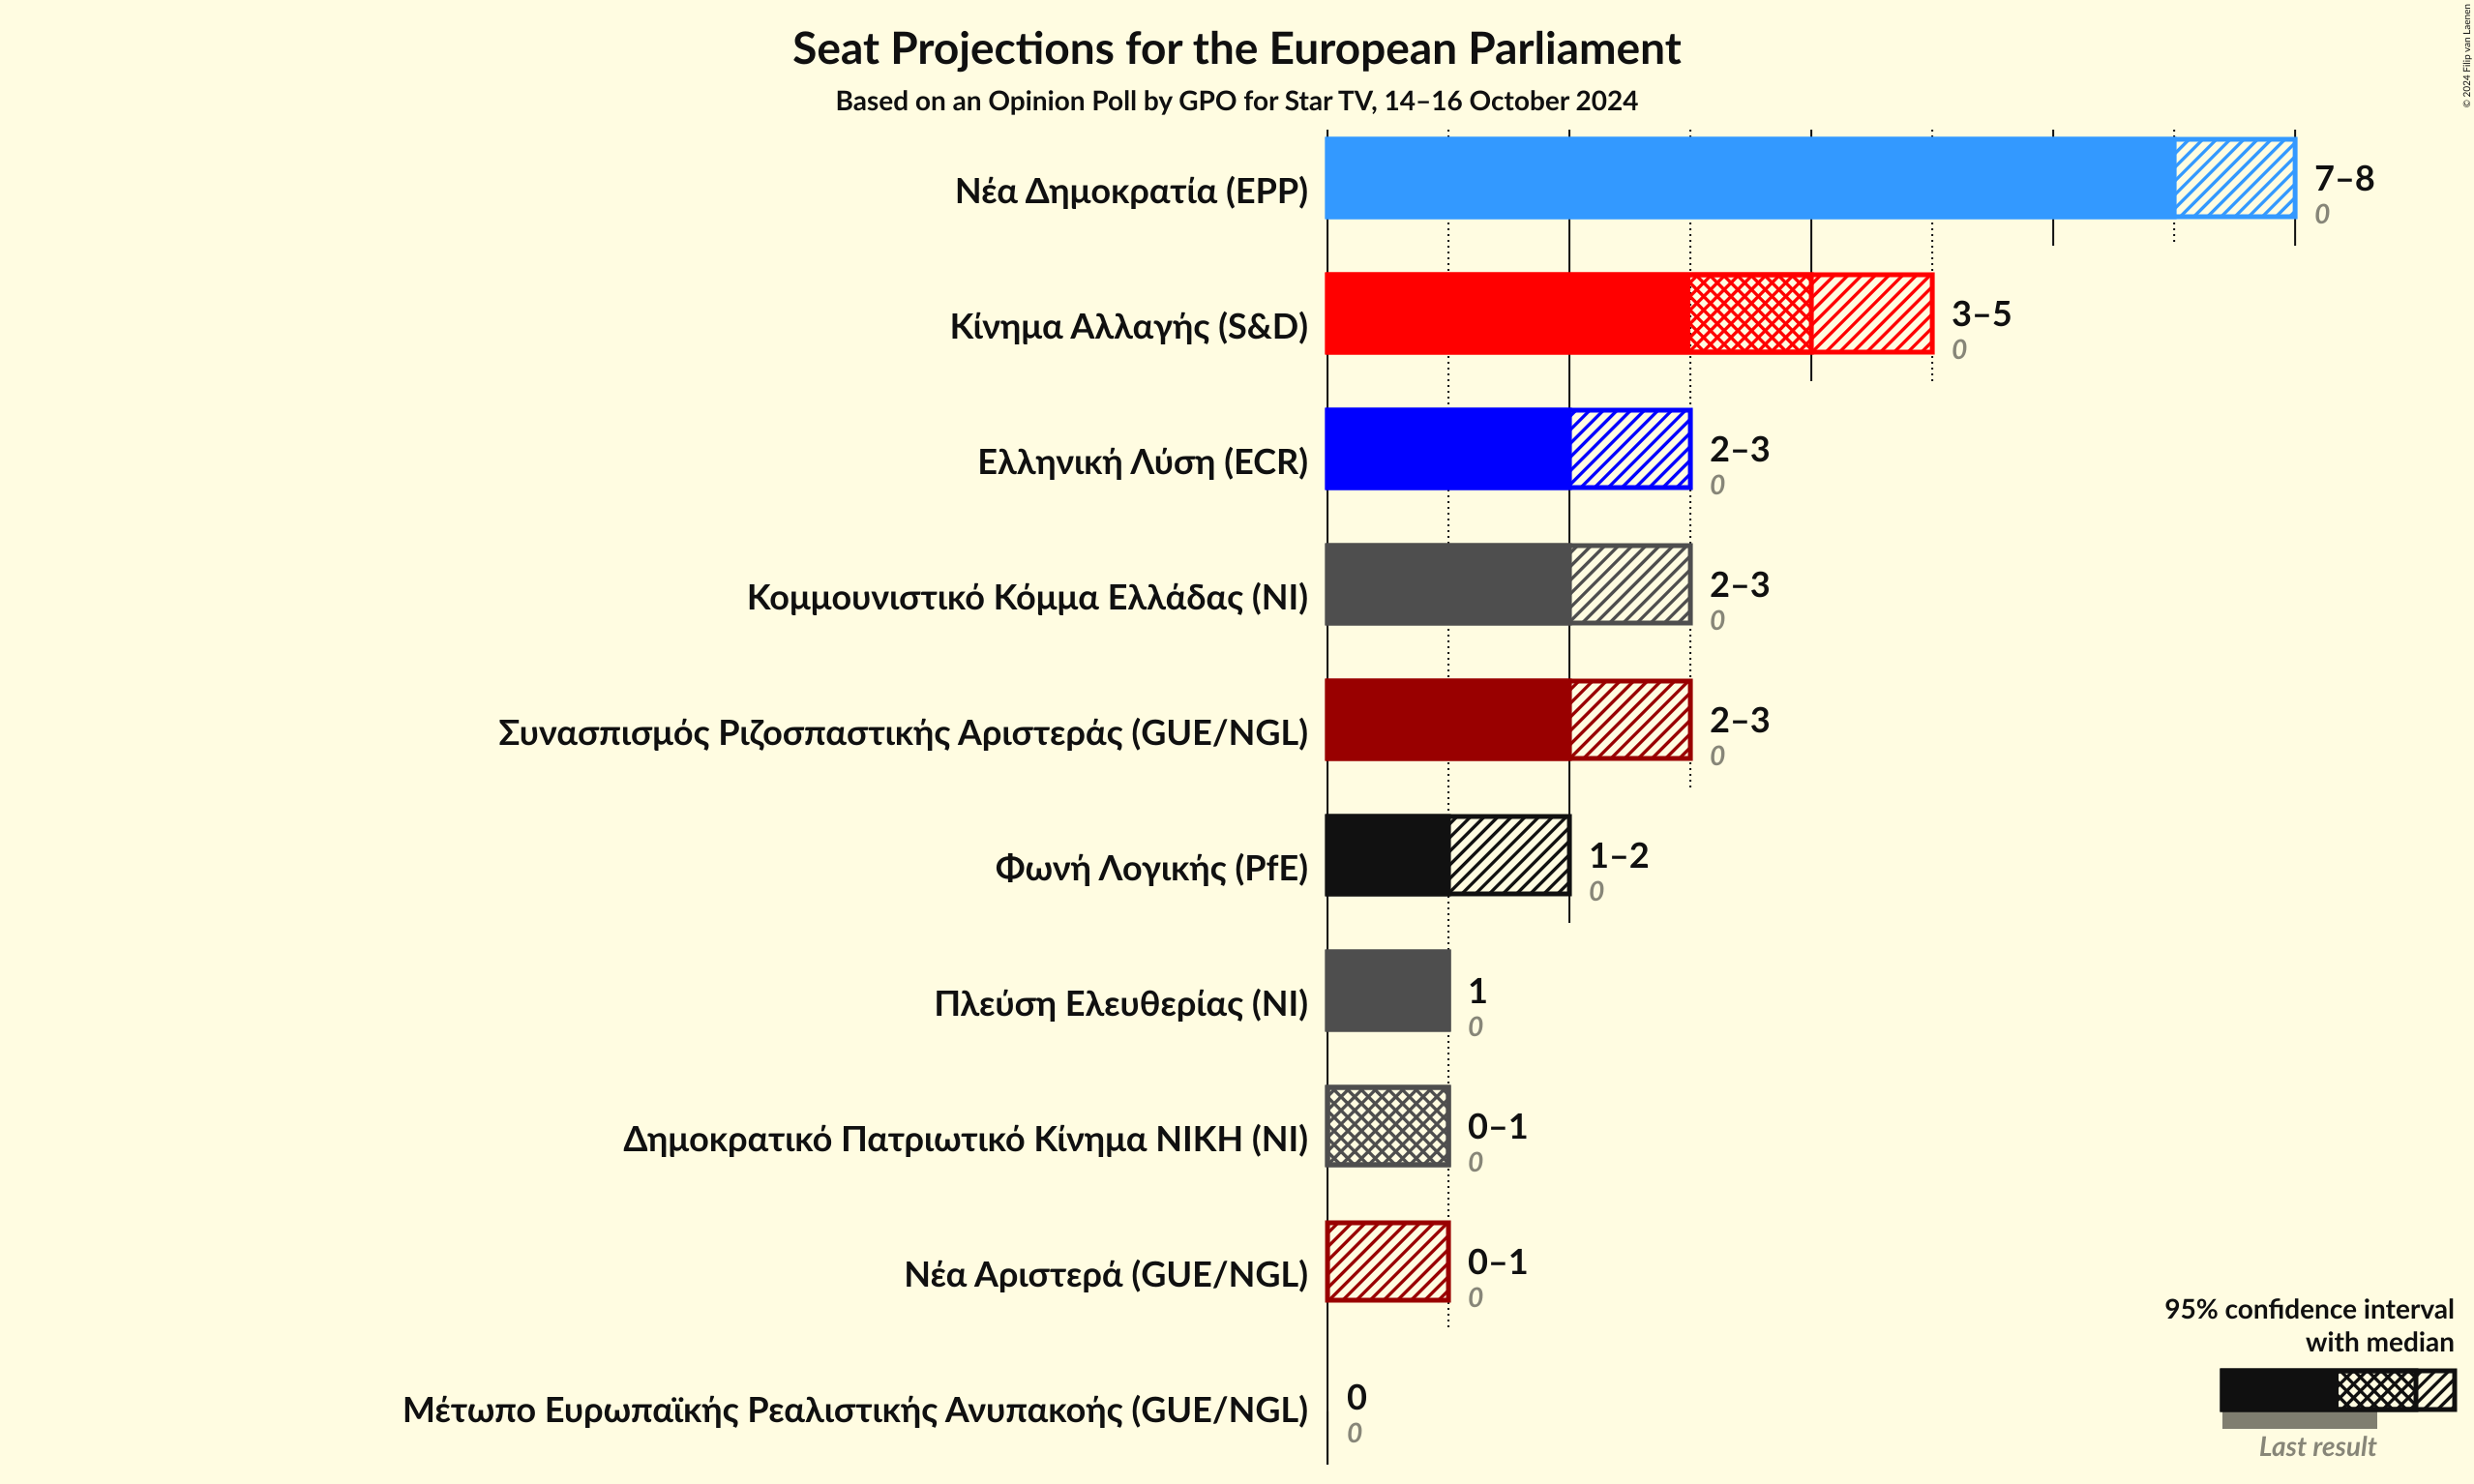 © 2024 Filip van Laenen
Seat Projections for the European Parliament
Based on an Opinion Poll by GPO for Star TV, 14–16 October 2024
Νέα Δημοκρατία (EPP)
7–8
0
Κίνημα Αλλαγής (S&D)
3–5
0
Ελληνική Λύση (ECR)
2–3
0
Κομμουνιστικό Κόμμα Ελλάδας (NI)
2–3
0
Συνασπισμός Ριζοσπαστικής Αριστεράς (GUE/NGL)
2–3
0
Φωνή Λογικής (PfE)
1–2
0
Πλεύση Ελευθερίας (NI)
1
0
Δημοκρατικό Πατριωτικό Κίνημα ΝΙΚΗ (NI)
0–1
0
Νέα Αριστερά (GUE/NGL)
0–1
0
Μέτωπο Ευρωπαϊκής Ρεαλιστικής Ανυπακοής (GUE/NGL)
0
0
95% confidence interval
with median
Last result